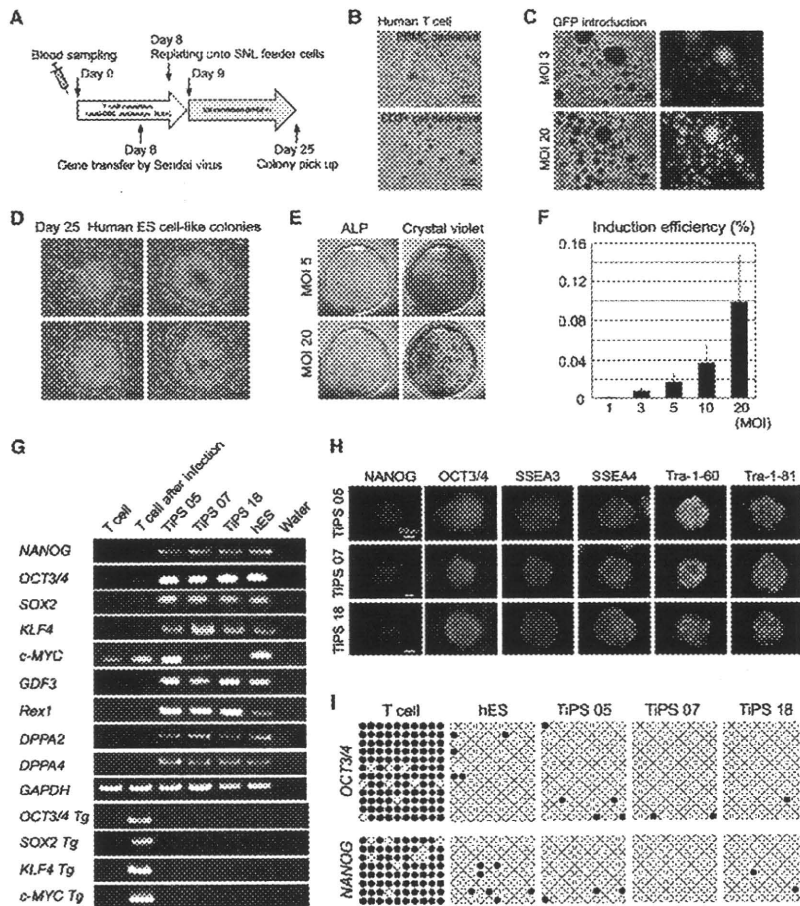 A
Blood sampling
Day 0
Day 8
Replating onto SNL feeder cells
Day 9
Day 6
Gene transfer by Sendai virus
Day 25
Colony pick up
B
Human T cell
C
GFP introduction
MOI 3
MOI 20
D
Day 25 Human ES cell-like colonies
E
ALP
Crystal violet
MOI 5
MOI 20
F
Induction efficiency (%)
0.16
0.12
0.08
0.04
0
1
3
5
10
20
(MOI)
G
T cell
T cell after infection
TiPS 05
TiPS 07
TiPS 18
hES
Water
NANOG
OCT3/4
SOX2
KLF4
c-MYC
GDF3
Rex1
DPPA2
DPPA4
GAPDH
OCT3/4 Tg
SOX2 Tg
KLF4 Tg
c-MYC Tg
H
NANOG
OCT3/4
SSEA3
SSEA4
Tra-1-60
Tra-1-81
TiPS 05
TiPS 07
TiPS 18
I
T cell
hES
TiPS 05
TiPS 07
TiPS 18
OCT3/4
NANOG